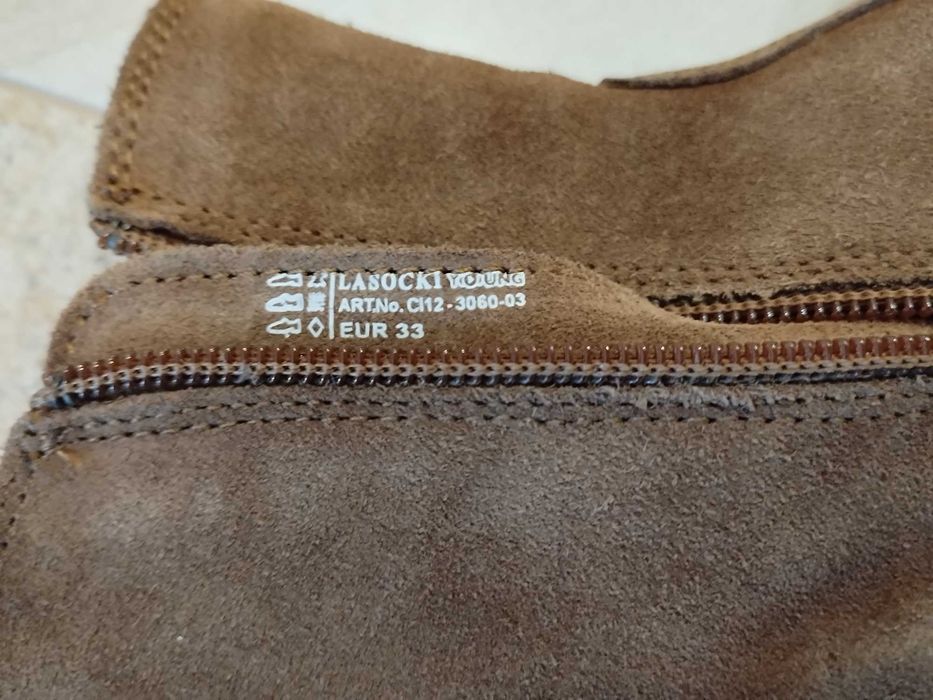 LASOCKI YOUNG
ART.No. CI12-3060-03
EUR 33